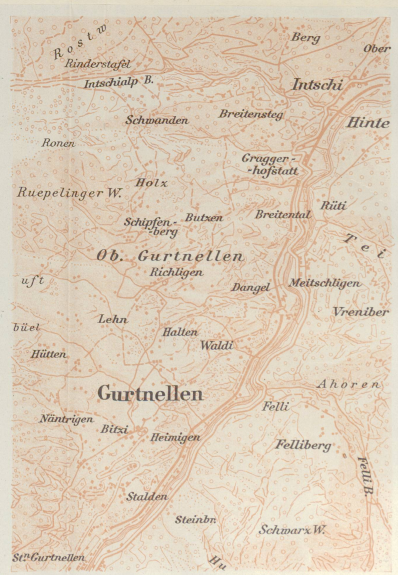 Rostw
Berg
Ober
Rinderstafel
Intschialp B.
Intschi
Schwanden
Breitensteg
Hinte
Ronen
Gragger-
-hofstatt
Holz
Ruepelinger W.
Schipfen-
-berg
Butzen
Breitental
Rüti
Tei
Ob. Gurtnellen
Richligen
uft
Dangel
Meitschligen
Vreniber
Lehn
büel
Halten
Waldi
Hütten
Gurtnellen
Ahoren
Felli
Näntrigen
Bitzi
Heimigen
Felliberg
Felli B.
Stalden
Steinbr.
Schwarz W.
Stn Gurtnellen
Hu